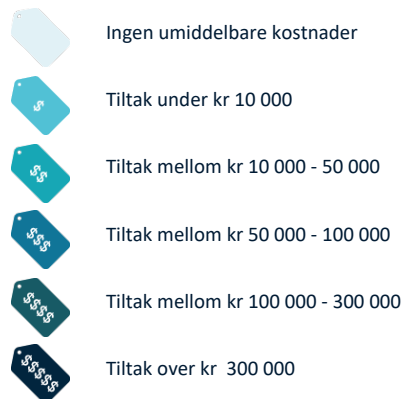 Ingen umiddelbare kostnader
$ Tiltak under kr 10 000
$$ Tiltak mellom kr 10 000 - 50 000
$$$ Tiltak mellom kr 50 000 - 100 000
$$$$ Tiltak mellom kr 100 000 - 300 000
$$$$$ Tiltak over kr  300 000